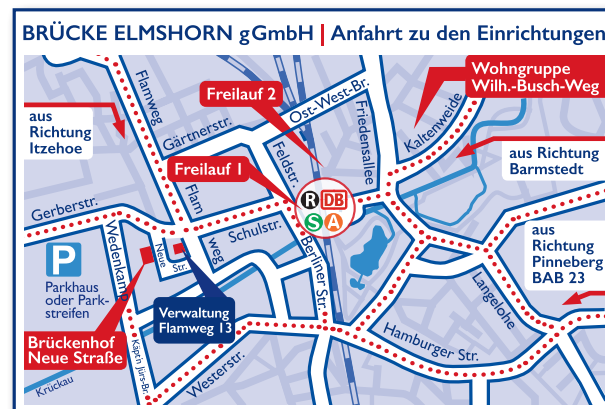 BRÜCKE ELMSHORN gGmbH | Anfahrt zu den Einrichtungen
Flamweg
Freilauf 2
Ost-West-Br.
Friedensallee
Kaltenweide
Wohngruppe
Wilh.-Busch-Weg
aus
Richtung
Itzehoe
Gärtnerstr.
Feldstr.
Freilauf 1
aus Richtung
Barmstedt
R
DB
S
A
Gerberstr.
Flam
weg
Schulstr.
Wedenkamp
Neue
Str.
Berliner Str.
aus
Richtung
Pinneberg
BAB 23
P
Parkhaus
oder Park-
streifen
Verwaltung
Flamweg 13
Langelohe
Brückenhof
Neue Straße
Käpt'n Jürs-Br.
Hamburger Str.
Westerstr.
Krückau